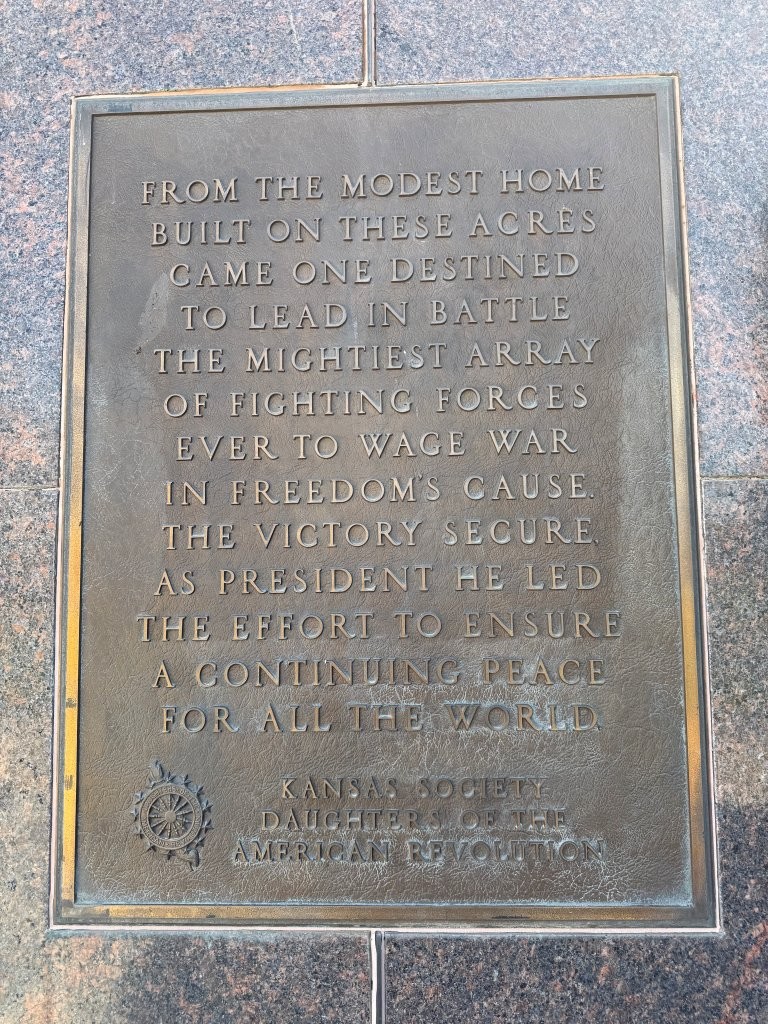 FROM THE MODEST HOME
BUILT ON THESE ACRES
CAME ONE DESTINED
TO LEAD IN BATTLE
THE MIGHTIEST ARRAY
OF FIGHTING FORCES
EVER TO WAGE WAR
IN FREEDOM'S CAUSE.
THE VICTORY SECURE,
AS PRESIDENT HE LED
THE EFFORT TO ENSURE
A CONTINUING PEACE
FOR ALL THE WORLD.
KANSAS SOCIETY
DAUGHTERS OF THE
AMERICAN REVOLUTION